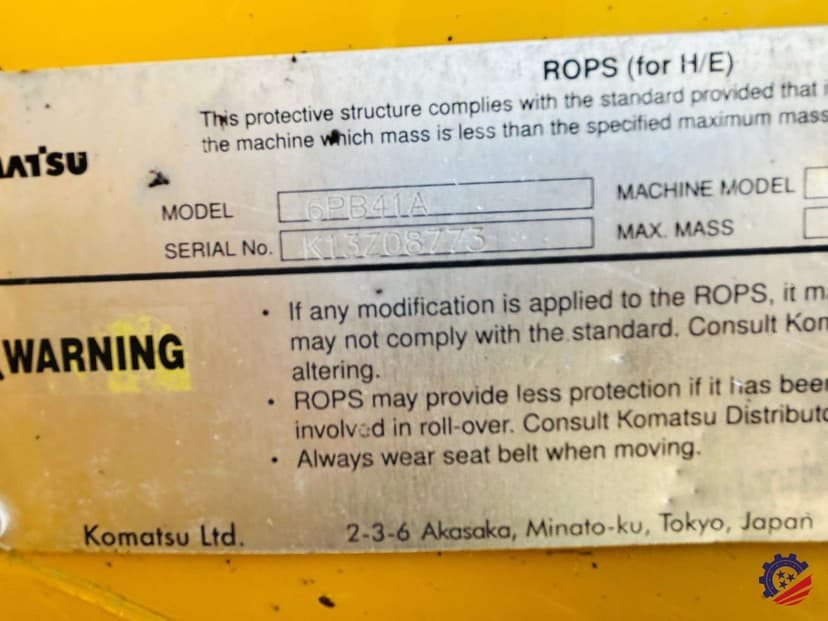 ROPS (for H/E)
This protective structure complies with the standard provided that
the machine which mass is less than the specified maximum mass
MATSU
MODEL 6PB41A MACHINE MODEL
SERIAL No. K13Z08773 MAX. MASS
WARNING
• If any modification is applied to the ROPS, it
may not comply with the standard. Consult Kom
altering.
• ROPS may provide less protection if it has been
involved in roll-over. Consult Komatsu Distributo
• Always wear seat belt when moving.
Komatsu Ltd. 2-3-6 Akasaka, Minato-ku, Tokyo, Japan